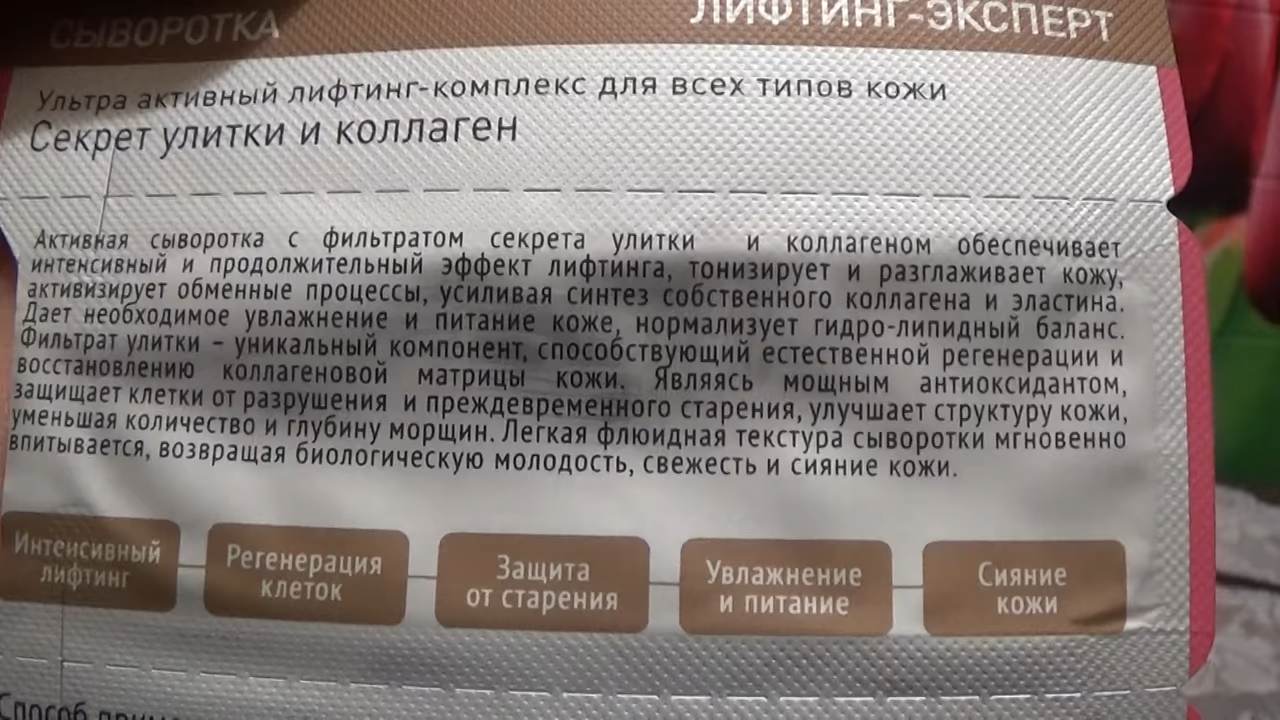 СЫВОРОТКА
ЛИФТИНГ-ЭКСПЕРТ
Ультра активный лифтинг-комплекс для всех типов кожи
Секрет улитки и коллаген
Активная сыворотка с фильтратом секрета улитки и коллагеном обеспечивает
интенсивный и продолжительный эффект лифтинга, тонизирует и разглаживает кожу,
активизирует обменные процессы, усиливая синтез собственного коллагена и эластина.
Дает необходимое увлажнение и питание коже, нормализует гидро-липидный баланс.
Фильтрат улитки – уникальный компонент, способствующий естественной регенерации и
восстановлению коллагеновой матрицы кожи. Являясь мощным антиоксидантом,
защищает клетки от разрушения и преждевременного старения, улучшает структуру кожи,
уменьшая количество и глубину морщин. Легкая флюидная текстура сыворотки мгновенно
впитывается, возвращая биологическую молодость, свежесть и сияние кожи.
Интенсивный
лифтинг
Регенерация
клеток
Защита
от старения
Увлажнение
и питание
Сияние
кожи
Способ